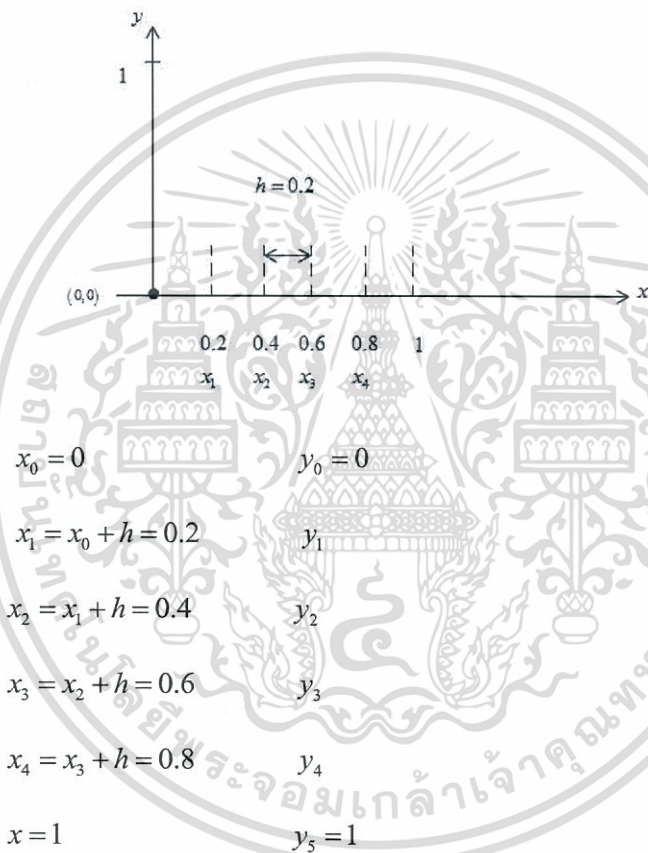 y
1
h = 0.2
(0,0)
x
0.2 0.4 0.6 0.8 1
x₁ x₂ x₃ x₄
x₀ = 0 y₀ = 0
x₁ = x₀ + h = 0.2 y₁
x₂ = x₁ + h = 0.4 y₂
x₃ = x₂ + h = 0.6 y₃
x₄ = x₃ + h = 0.8 y₄
x = 1 y₅ = 1